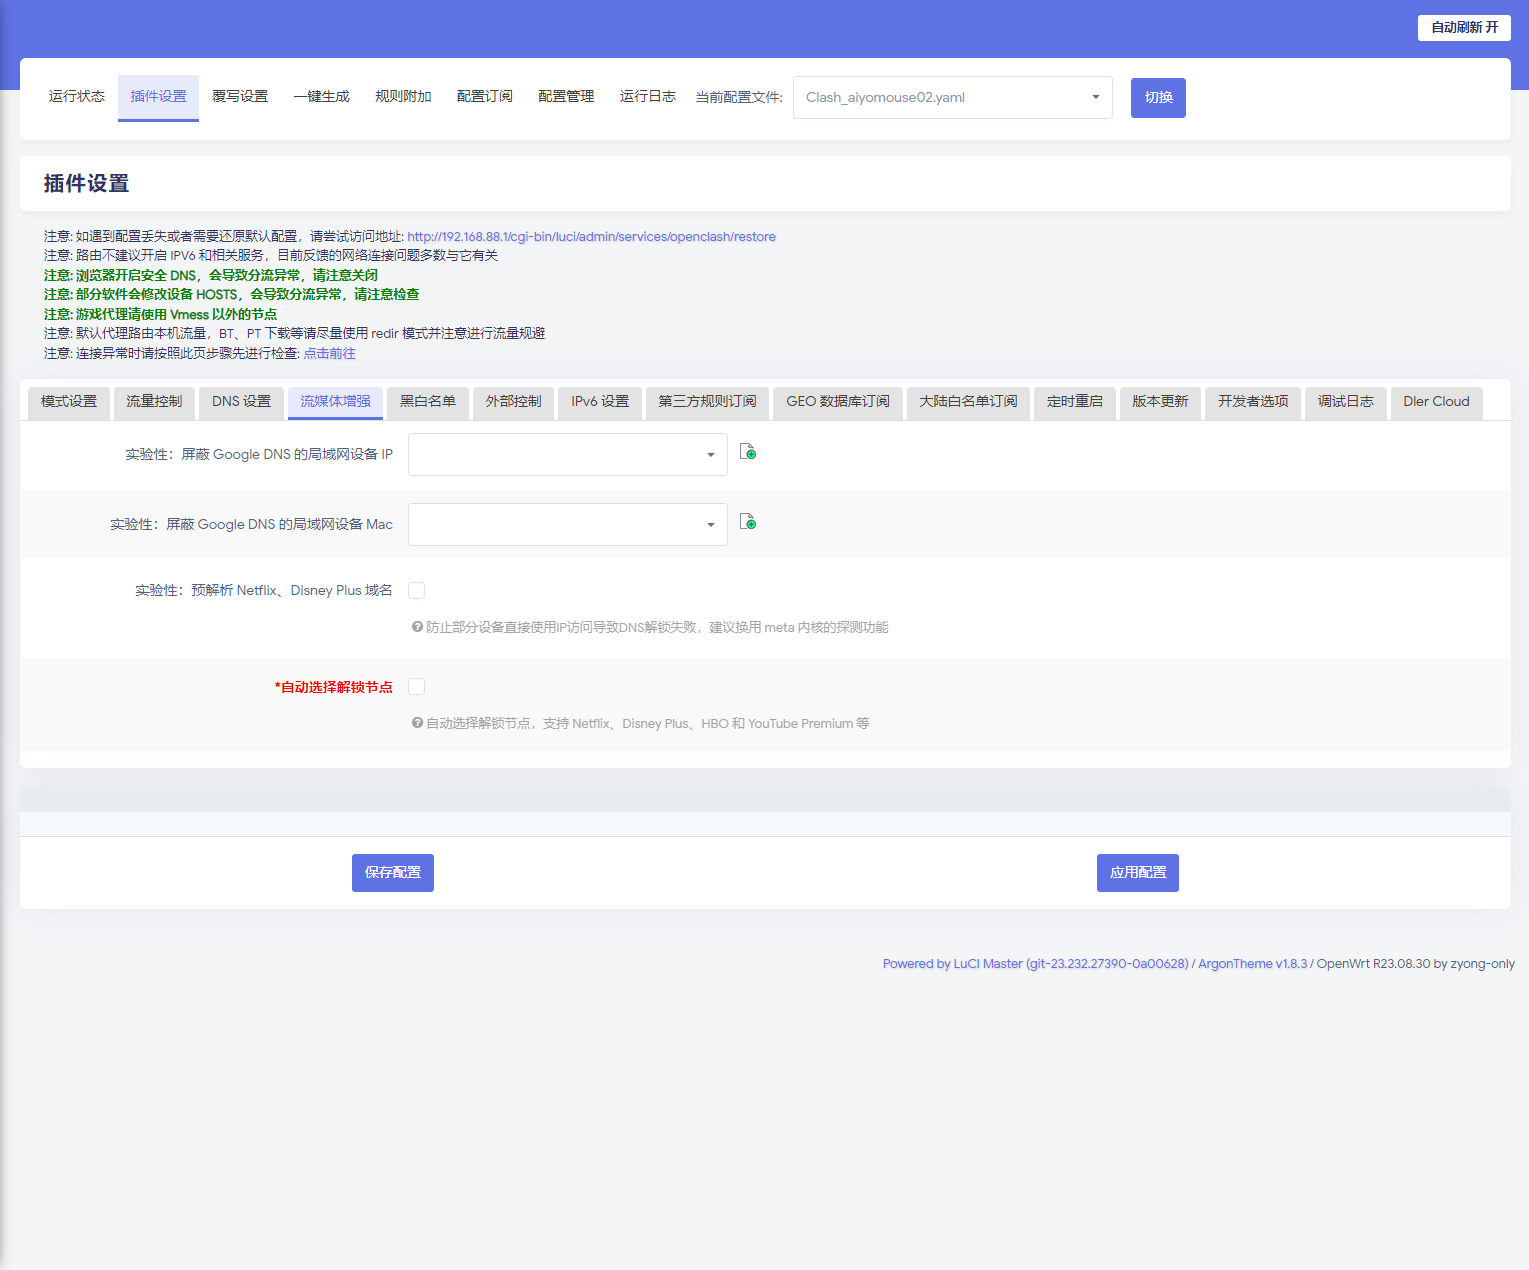 自动刷新 开
运行状态 插件设置 覆写设置 一键生成 规则附加 配置订阅 配置管理 运行日志 当前配置文件: Clash_aiyomouse02.yaml 切换
插件设置
注意: 如遇到配置丢失或者需要还原默认配置，请尝试访问地址: http://192.168.88.1/cgi-bin/luci/admin/services/openclash/restore
注意: 路由不建议开启 IPV6 和相关服务，目前反馈的网络连接问题多数与它有关
注意: 浏览器开启安全 DNS，会导致分流异常，请注意关闭
注意: 部分软件会修改设备 HOSTS，会导致分流异常，请注意检查
注意: 游戏代理请使用 Vmess 以外的节点
注意: 默认代理路由本机流量，BT、PT 下载等请尽量使用 redir 模式并注意进行流量规避
注意: 连接异常时请按照此页步骤先进行检查: 点击前往
模式设置 流量控制 DNS 设置 流媒体增强 黑白名单 外部控制 IPv6 设置 第三方规则订阅 GEO 数据库订阅 大陆白名单订阅 定时重启 版本更新 开发者选项 调试日志 Dler Cloud
实验性：屏蔽 Google DNS 的局域网设备 IP
实验性：屏蔽 Google DNS 的局域网设备 Mac
实验性：预解析 Netflix、Disney Plus 域名
防止部分设备直接使用IP访问导致DNS解锁失败，建议换用 meta 内核的探测功能
*自动选择解锁节点
自动选择解锁节点，支持 Netflix、Disney Plus、HBO 和 YouTube Premium 等
保存配置 应用配置
Powered by LuCI Master (git-23.232.27390-0a00628) / ArgonTheme v1.8.3 / OpenWrt R23.08.30 by zyong-only